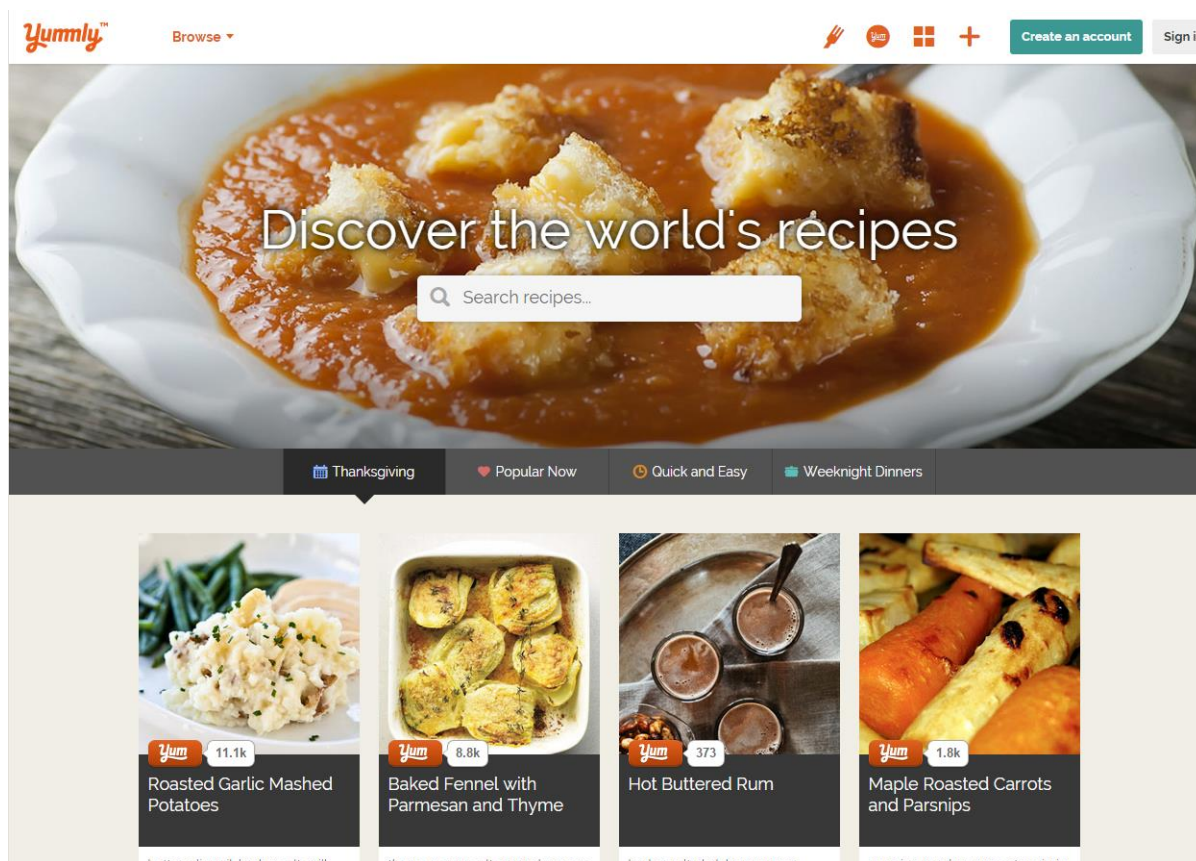 Yummly™
Browse
Yum
Create an account
Sign i
Discover the world's recipes
Search recipes...
Thanksgiving
Popular Now
Quick and Easy
Weeknight Dinners
Yum 11.1k
Roasted Garlic Mashed
Potatoes
Yum 8.8k
Baked Fennel with
Parmesan and Thyme
Yum 373
Hot Buttered Rum
Yum 1.8k
Maple Roasted Carrots
and Parsnips